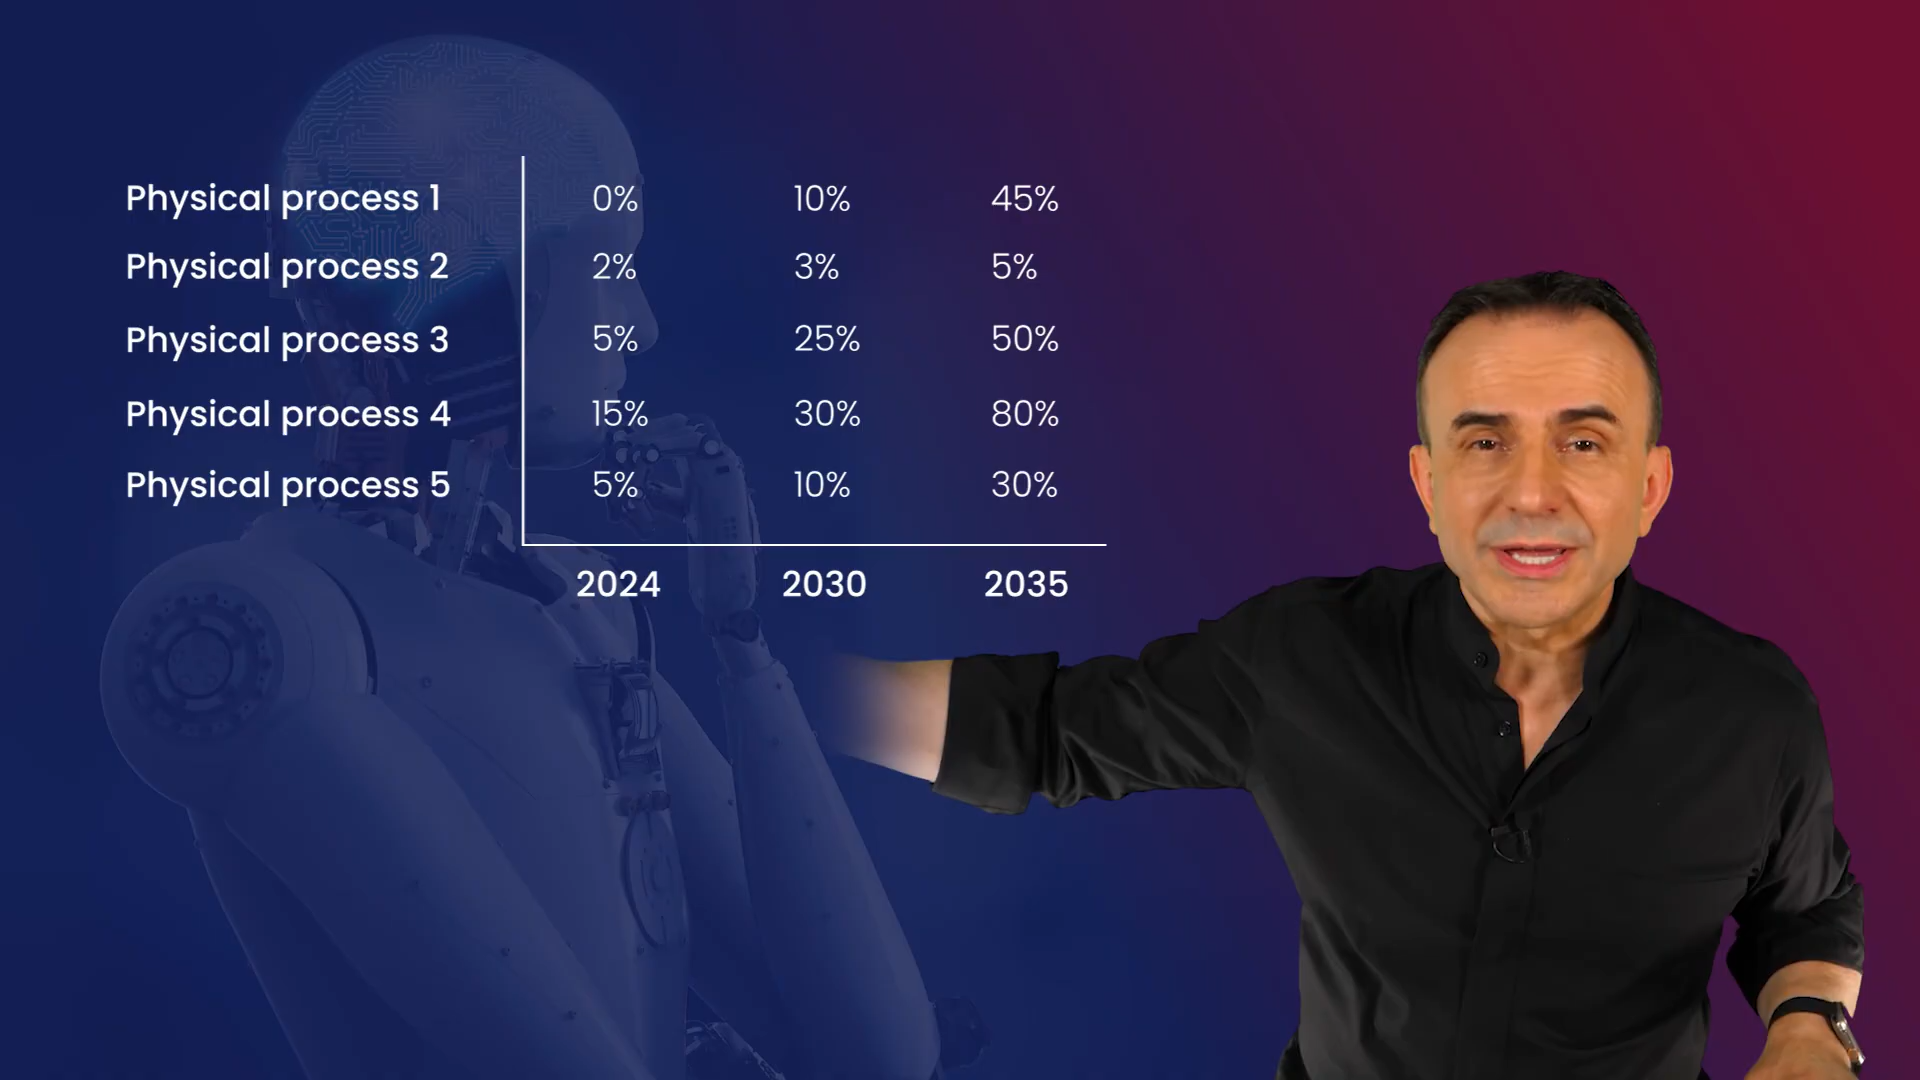 Physical process 1 0% 10% 45%
Physical process 2 2% 3% 5%
Physical process 3 5% 25% 50%
Physical process 4 15% 30% 80%
Physical process 5 5% 10% 30%
2024 2030 2035